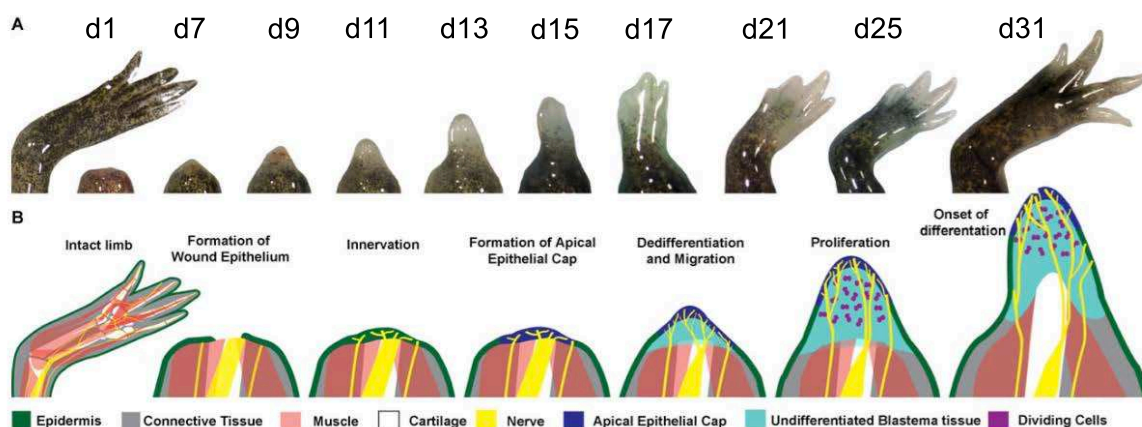 A
d1 d7 d9 d11 d13 d15 d17 d21 d25 d31
B
Intact limb
Formation of
Wound Epithelium
Innervation
Formation of Apical
Epithelial Cap
Dedifferentiation
and Migration
Proliferation
Onset of
differentation
Epidermis Connective Tissue Muscle Cartilage Nerve Apical Epithelial Cap Undifferentiated Blastema tissue Dividing Cells